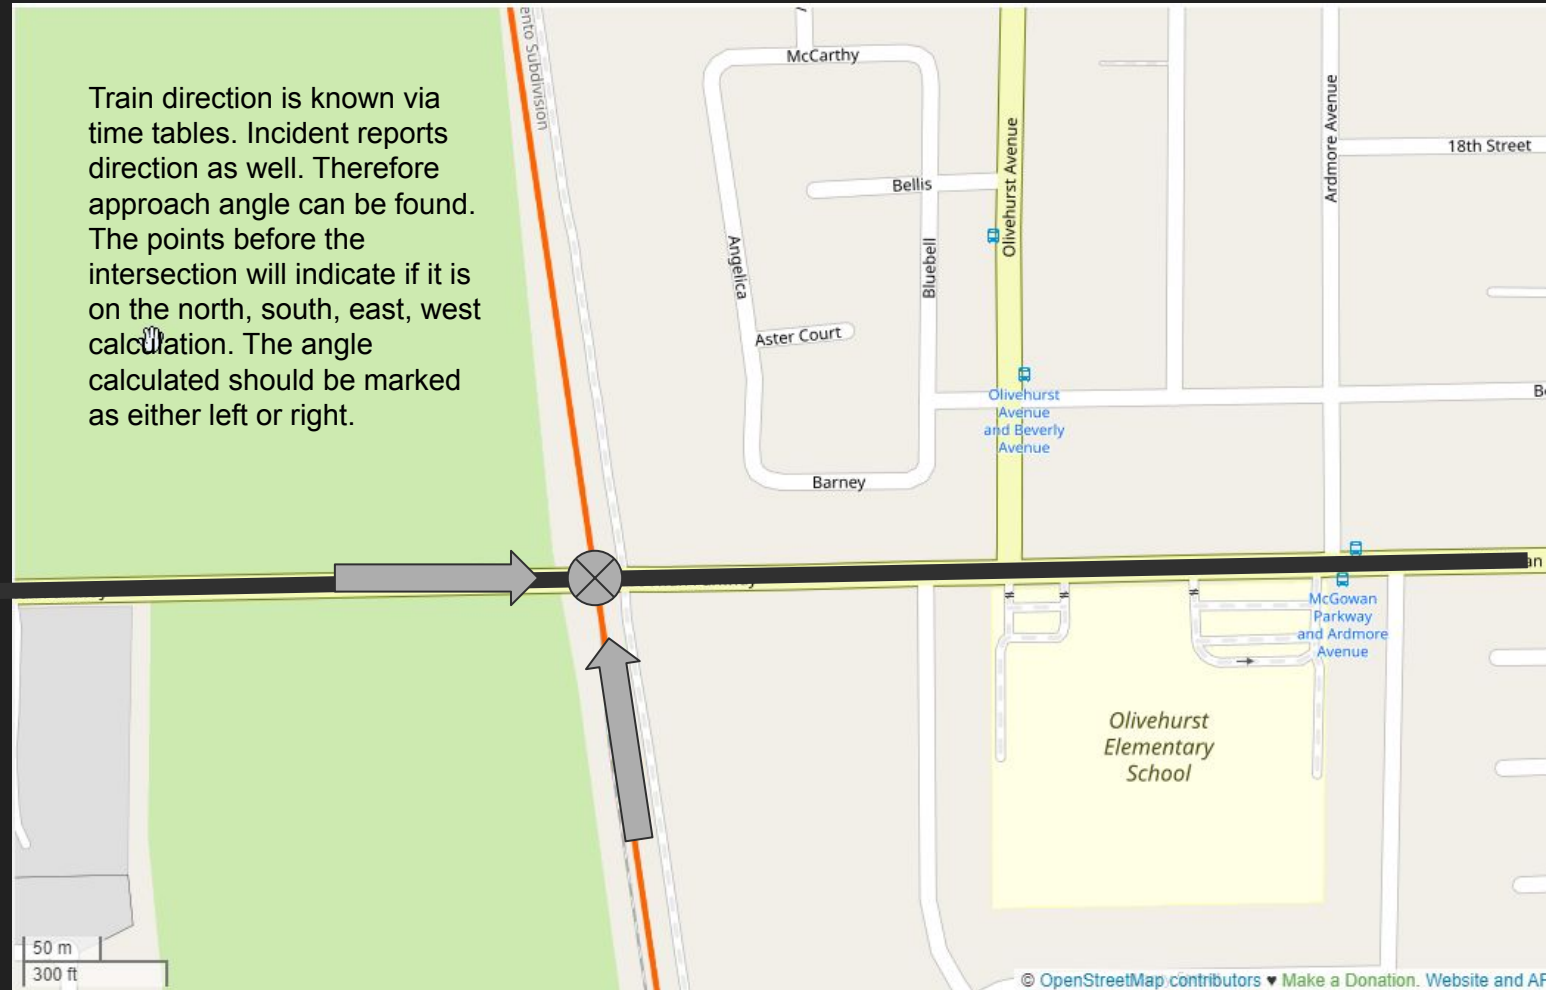 ento Subdivision
McCarthy
Train direction is known via
time tables. Incident reports
direction as well. Therefore
approach angle can be found.
The points before the
intersection will indicate if it is
on the north, south, east, west
calculation. The angle
calculated should be marked
as either left or right.
Olivehurst Avenue
Ardmore Avenue
18th Street
Bellis
Angelica
Bluebell
Aster Court
Olivehurst
Avenue
and Beverly
Avenue
Barney
McGowan
Parkway
and Ardmore
Avenue
Olivehurst
Elementary
School
50 m
300 ft
© OpenStreetMap contributors ♥ Make a Donation. Website and AP